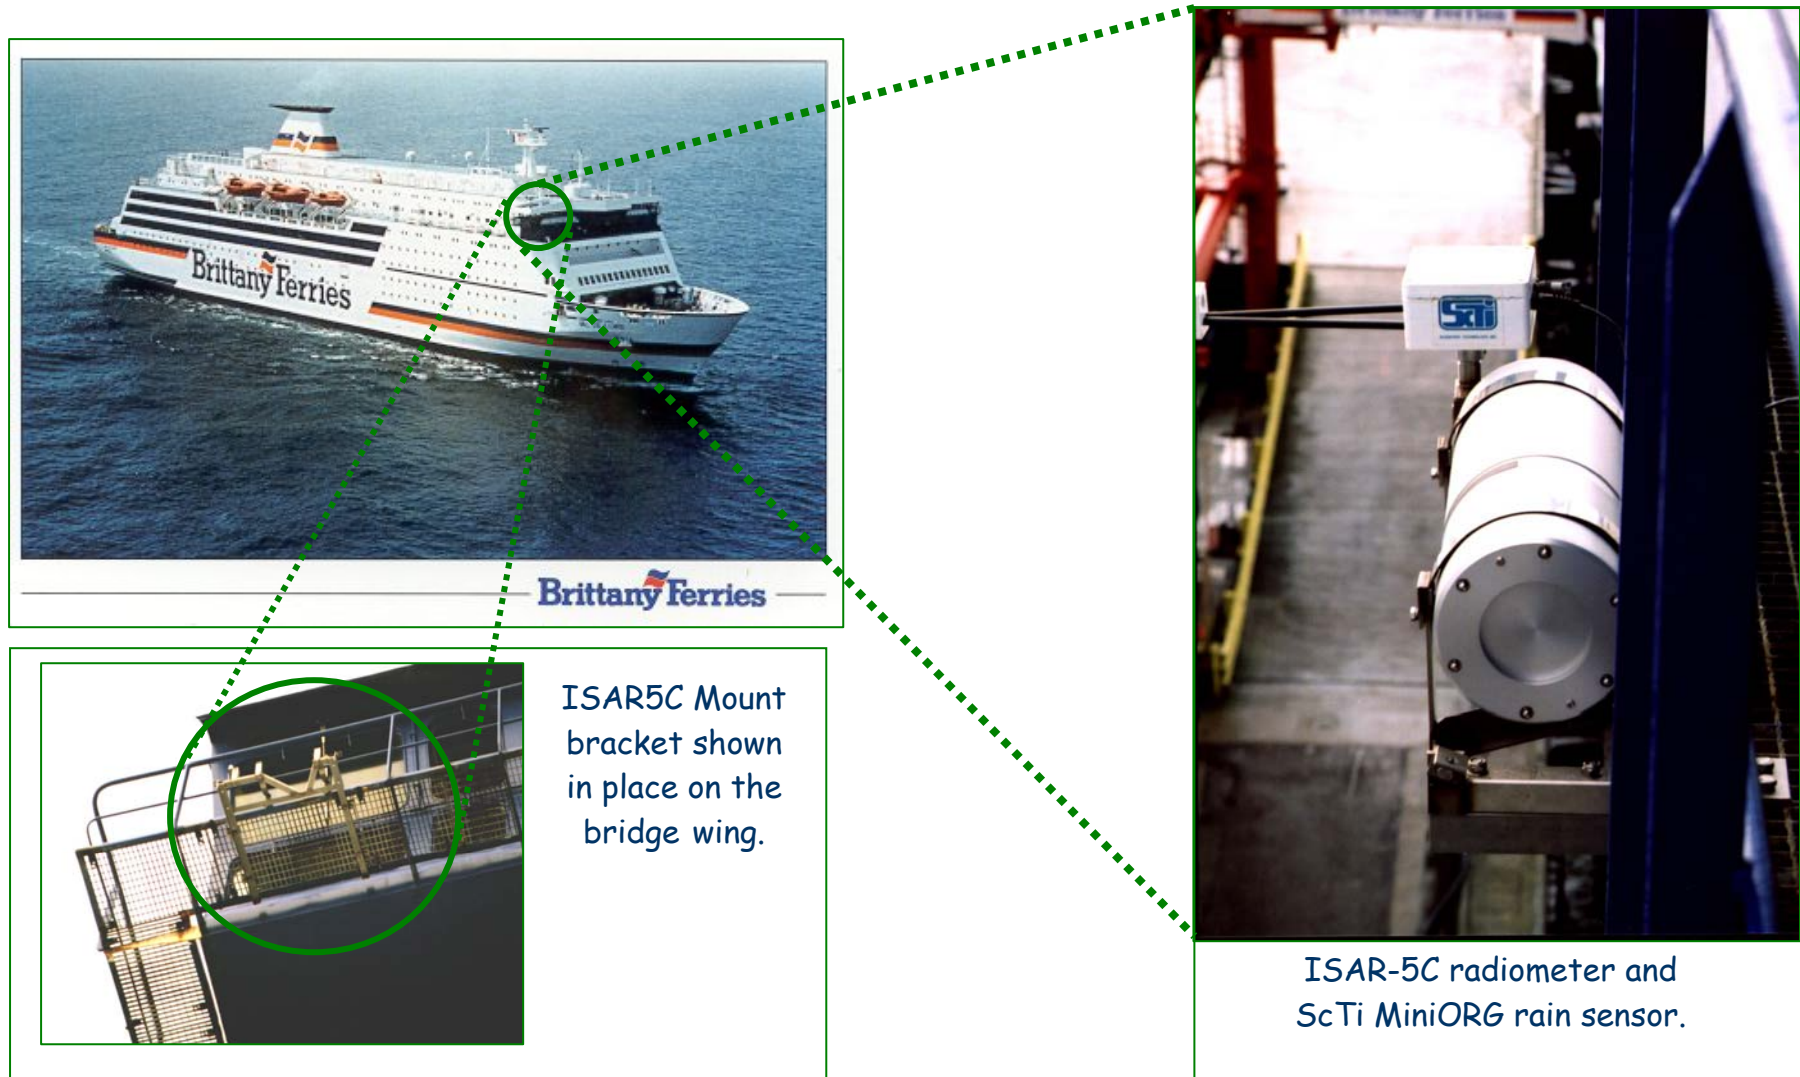 Brittany Ferries
Brittany Ferries
ISAR5C Mount
bracket shown
in place on the
bridge wing.
ScTi
ISAR-5C radiometer and
ScTi MiniORG rain sensor.